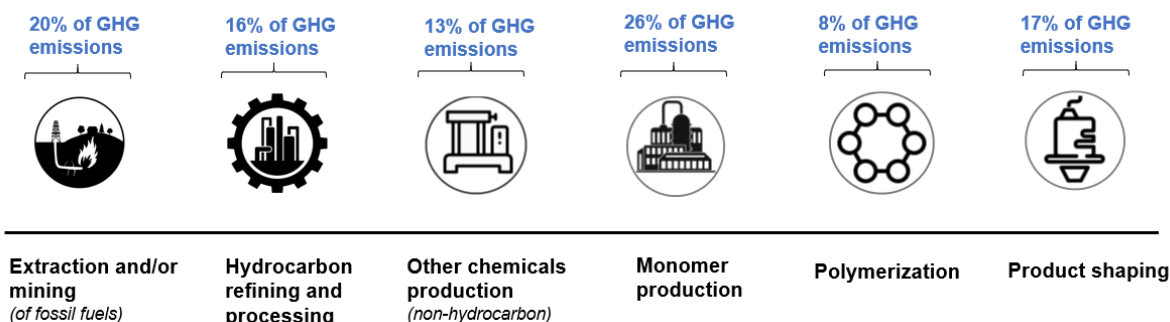 20% of GHG
emissions
16% of GHG
emissions
13% of GHG
emissions
26% of GHG
emissions
8% of GHG
emissions
17% of GHG
emissions
Extraction and/or
mining
(of fossil fuels)
Hydrocarbon
refining and
processing
Other chemicals
production
(non-hydrocarbon)
Monomer
production
Polymerization
Product shaping